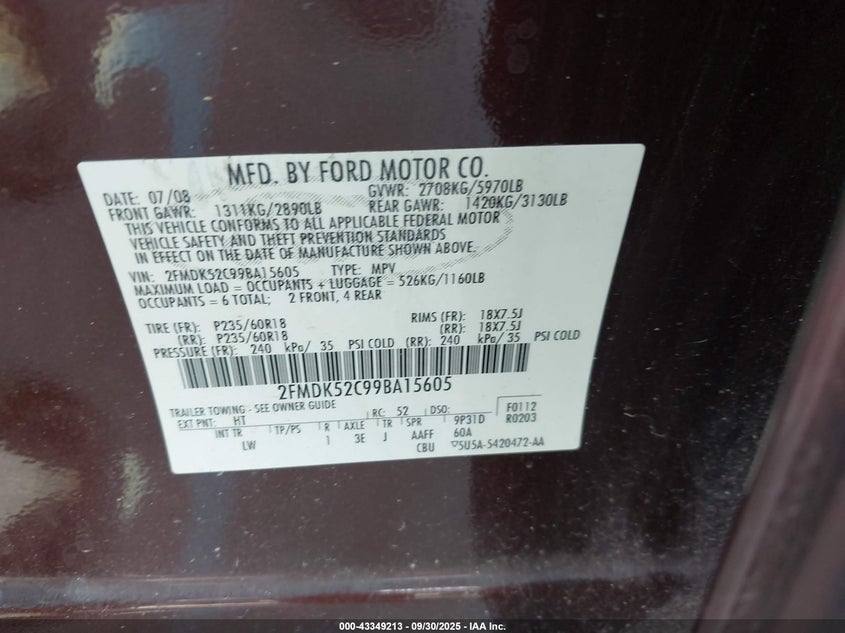 MFD. BY FORD MOTOR CO.
DATE: 07/08 GVWR: 2708KG/5970LB
FRONT GAWR: 1311KG/2890LB REAR GAWR: 1420KG/3130LB
THIS VEHICLE CONFORMS TO ALL APPLICABLE FEDERAL MOTOR
VEHICLE SAFETY AND THEFT PREVENTION STANDARDS
IN EFFECT ON THE DATE OF MANUFACTURE SHOWN ABOVE.
VIN: 2FMDK52C99BA15605 TYPE: MPV
MAXIMUM LOAD = OCCUPANTS + LUGGAGE = 526KG/1160LB
OCCUPANTS = 6 TOTAL; 2 FRONT, 4 REAR
TIRE (FR): P235/60R18 RIMS (FR): 18X7.5J
(RR): P235/60R18 (RR): 18X7.5J
PRESSURE (FR): 240 kPa/ 35 PSI COLD (RR): 240 kPa/ 35 PSI COLD
2FMDK52C99BA15605
TRAILER TOWING - SEE OWNER GUIDE
EXT PNT: HT RC: 52 DSO: F0112
INT TR TP/PS R AXLE TR SPR 9P31D R0203
LW 1 3E J AAFF 60A
CBU ▽5U5A-5420472-AA
000-43349213 - 09/30/2025 - IAA Inc.